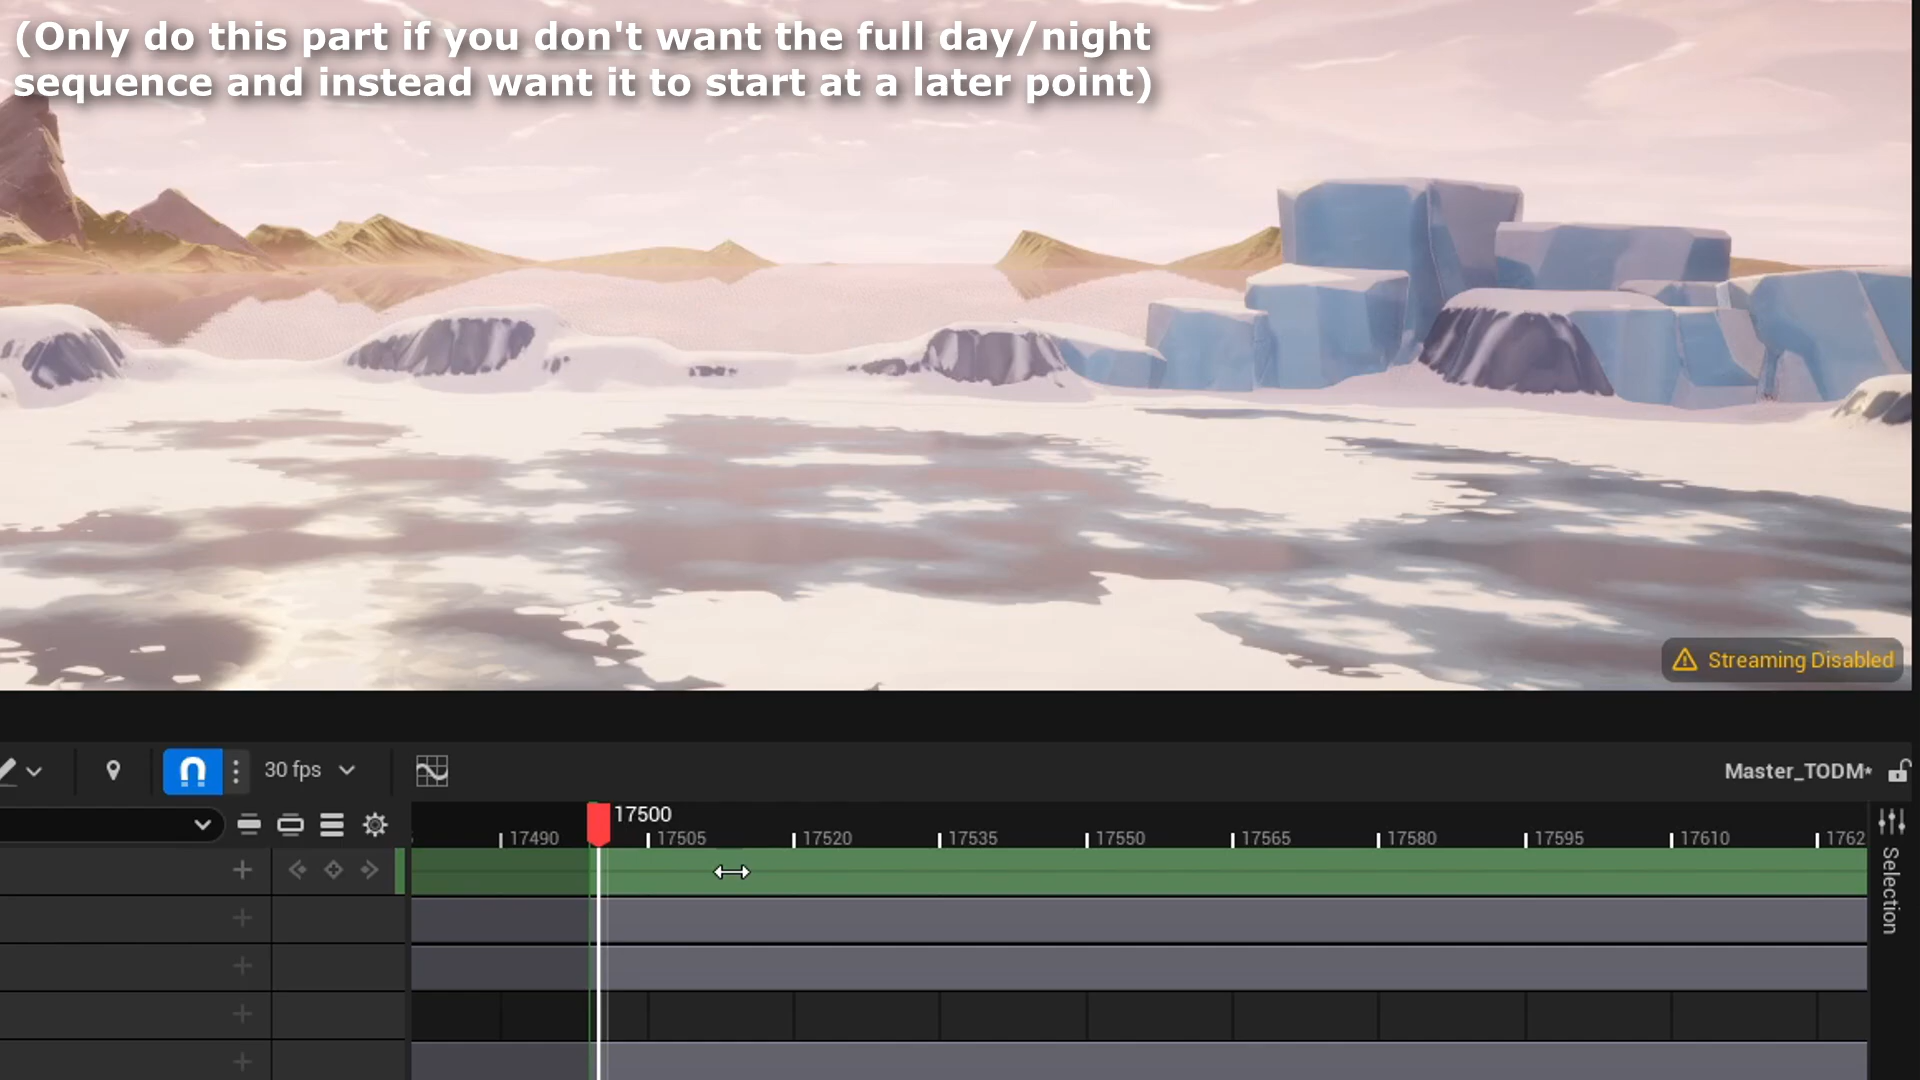 (Only do this part if you don't want the full day/night
sequence and instead want it to start at a later point)
Streaming Disabled
30 fps
Master_TODM*
17500
17490 17505 17520 17535 17550 17565 17580 17595 17610 1762
Selection